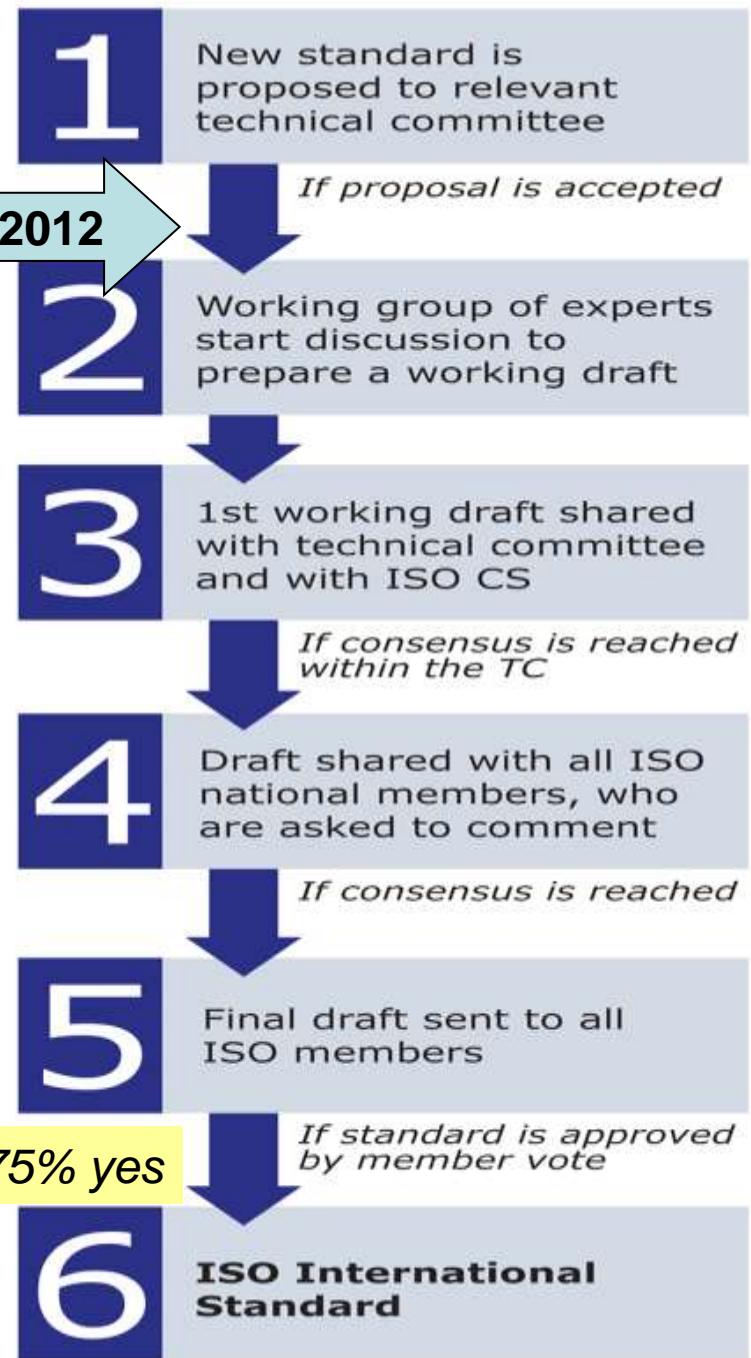 1
New standard is
proposed to relevant
technical committee
If proposal is accepted
2012
2
Working group of experts
start discussion to
prepare a working draft
3
1st working draft shared
with technical committee
and with ISO CS
If consensus is reached
within the TC
4
Draft shared with all ISO
national members, who
are asked to comment
If consensus is reached
5
Final draft sent to all
ISO members
If standard is approved
by member vote
75% yes
6
ISO International
Standard